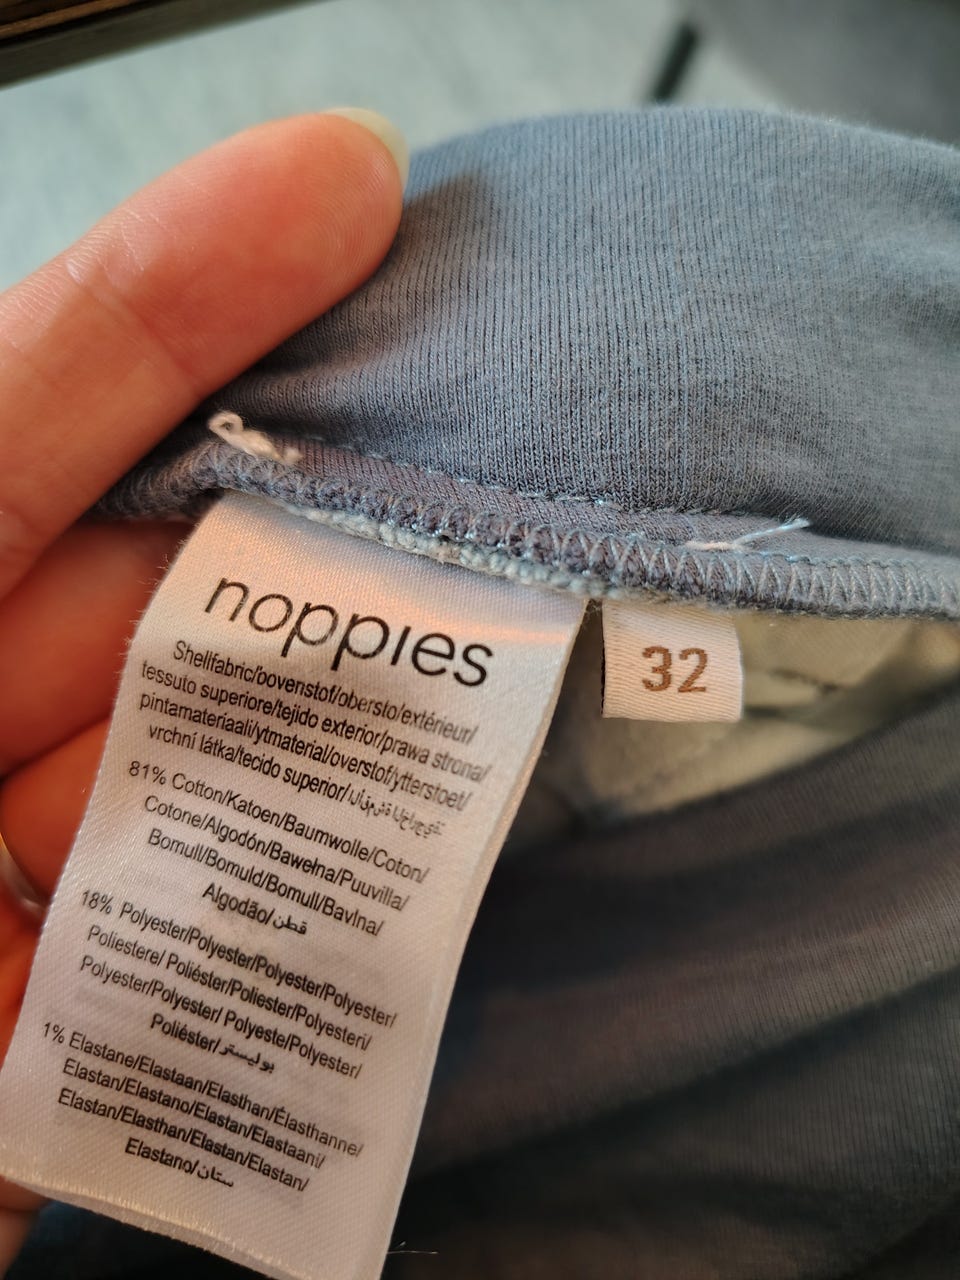 noppies
Shellfabric/bovenstof/obersto/extérieur/
tessuto superiore/tejido exterior/prawa strona/
pintamateriaali/ytmaterial/overstof/ytterstoet/
vrchní látka/tecido superior/
81% Cotton/Katoen/Baumwolle/Coton/
Cotone/Algodón/Bawełna/Puuvilla/
Bomull/Bomuld/Bomull/Bavlna/
Algodão/قطن
18% Polyester/Polyester/Polyester/Polyester/
Poliestere/ Poliéster/Poliester/Polyesteri/
Polyester/Polyester/ Polyeste/Polyester/
Poliéster/بوليستر
1% Elastane/Elastaan/Elasthan/Élasthanne/
Elastan/Elastano/Elastan/Elastaani/
Elastan/Elasthan/Elastan/Elastan/
Elastano/ستان
32